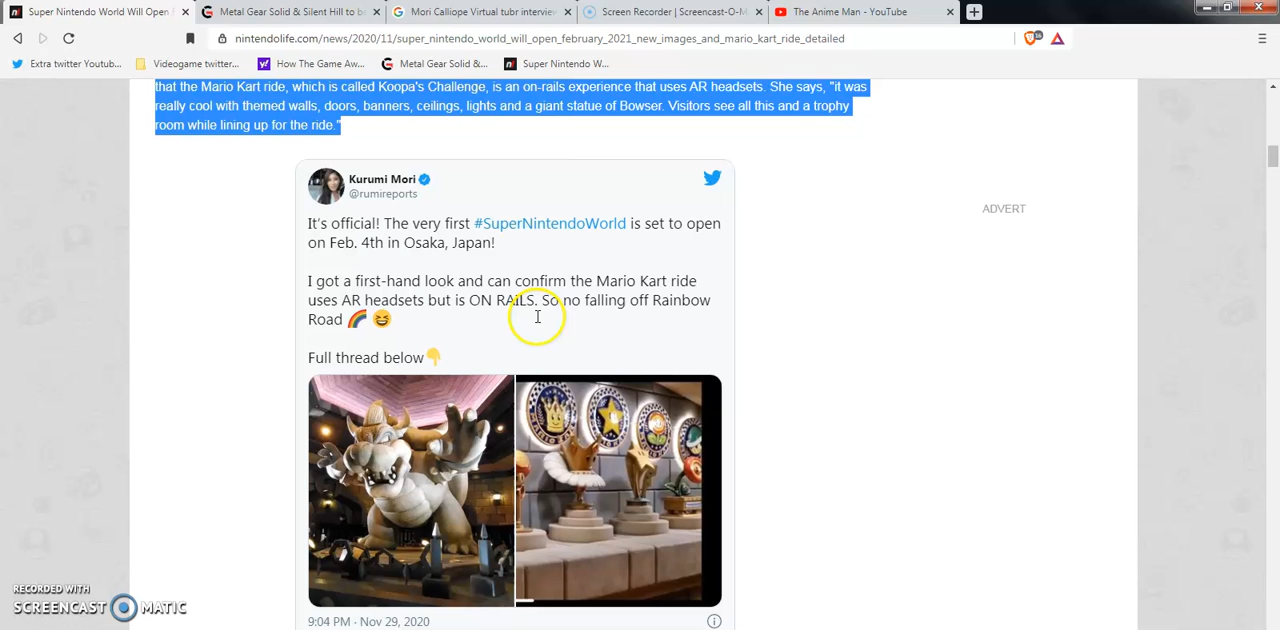 Super Nintendo World Will Open F
Metal Gear Solid & Silent Hill to be
Mori Calliope Virtual tubr interview
Screen Recorder | Screencast-O-M
The Anime Man - YouTube
nintendolife.com/news/2020/11/super_nintendo_world_will_open_february_2021_new_images_and_mario_kart_ride_detailed
Extra twitter Youtub...
Videogame twitter...
How The Game Aw...
Metal Gear Solid &...
Super Nintendo W...
that the Mario Kart ride, which is called Koopa's Challenge, is an on-rails experience that uses AR headsets. She says, "it was
really cool with themed walls, doors, banners, ceilings, lights and a giant statue of Bowser. Visitors see all this and a trophy
room while lining up for the ride."
Kurumi Mori
@rumireports
ADVERT
It's official! The very first #SuperNintendoWorld is set to open
on Feb. 4th in Osaka, Japan!
I got a first-hand look and can confirm the Mario Kart ride
uses AR headsets but is ON RAILS. So no falling off Rainbow
Road 🌈 😆
Full thread below👇
9:04 PM · Nov 29, 2020
RECORDED WITH
SCREENCAST MATIC